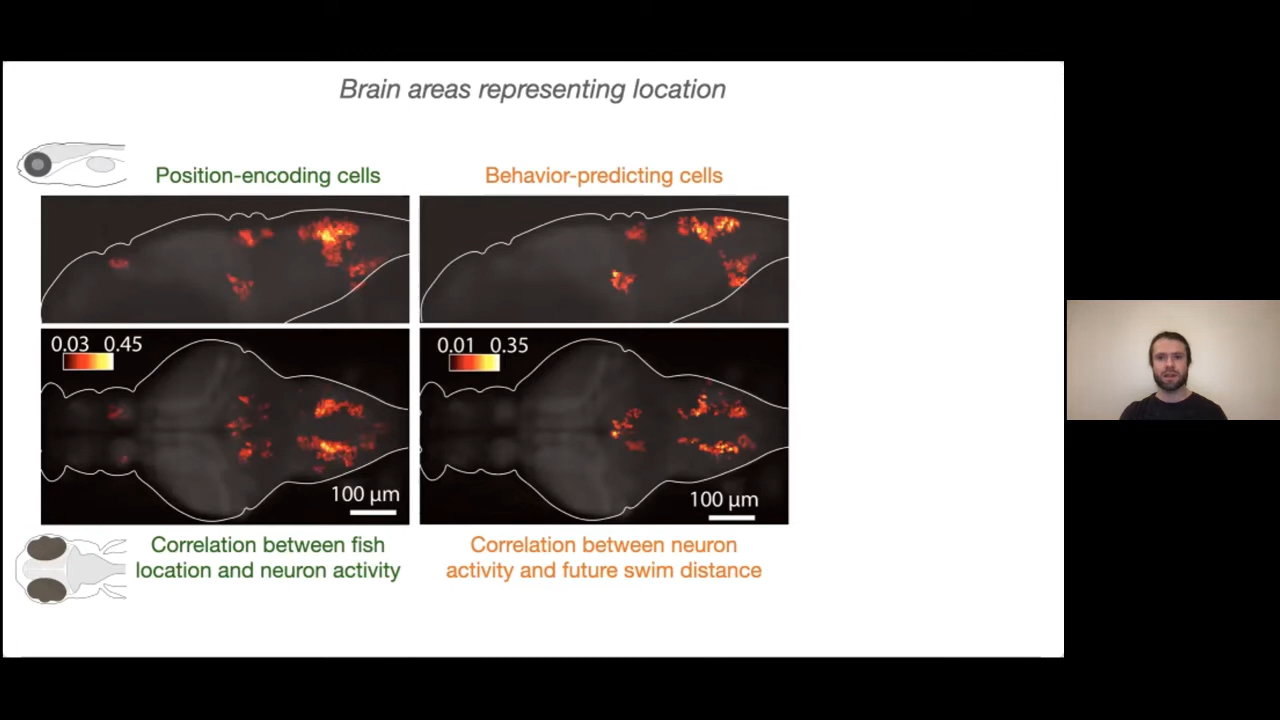 Brain areas representing location
Position-encoding cells
Behavior-predicting cells
0.03 0.45
0.01 0.35
100 µm
100 µm
Correlation between fish
location and neuron activity
Correlation between neuron
activity and future swim distance